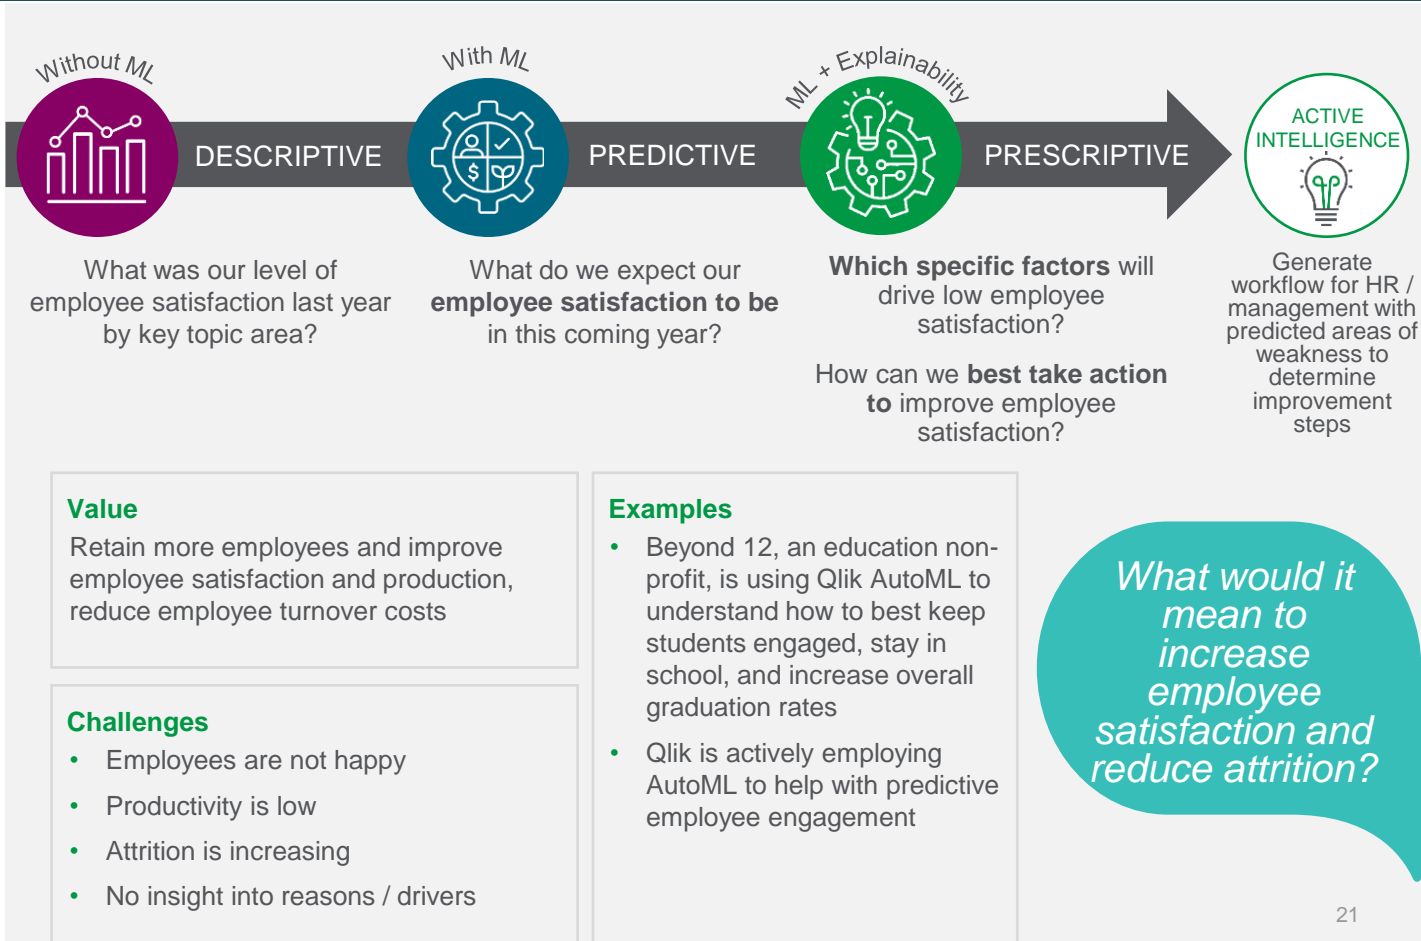 Without ML
With ML
ML + Explainability
DESCRIPTIVE
PREDICTIVE
PRESCRIPTIVE
ACTIVE
INTELLIGENCE
$
What was our level of
employee satisfaction last year
by key topic area?
What do we expect our
employee satisfaction to be
in this coming year?
Which specific factors will
drive low employee
satisfaction?
How can we best take action
to improve employee
satisfaction?
Generate
workflow for HR /
management with
predicted areas of
weakness to
determine
improvement
steps
Value
Retain more employees and improve
employee satisfaction and production,
reduce employee turnover costs
Challenges
• Employees are not happy
• Productivity is low
• Attrition is increasing
• No insight into reasons / drivers
Examples
• Beyond 12, an education non-
profit, is using Qlik AutoML to
understand how to best keep
students engaged, stay in
school, and increase overall
graduation rates
• Qlik is actively employing
AutoML to help with predictive
employee engagement
What would it
mean to
increase
employee
satisfaction and
reduce attrition?
21